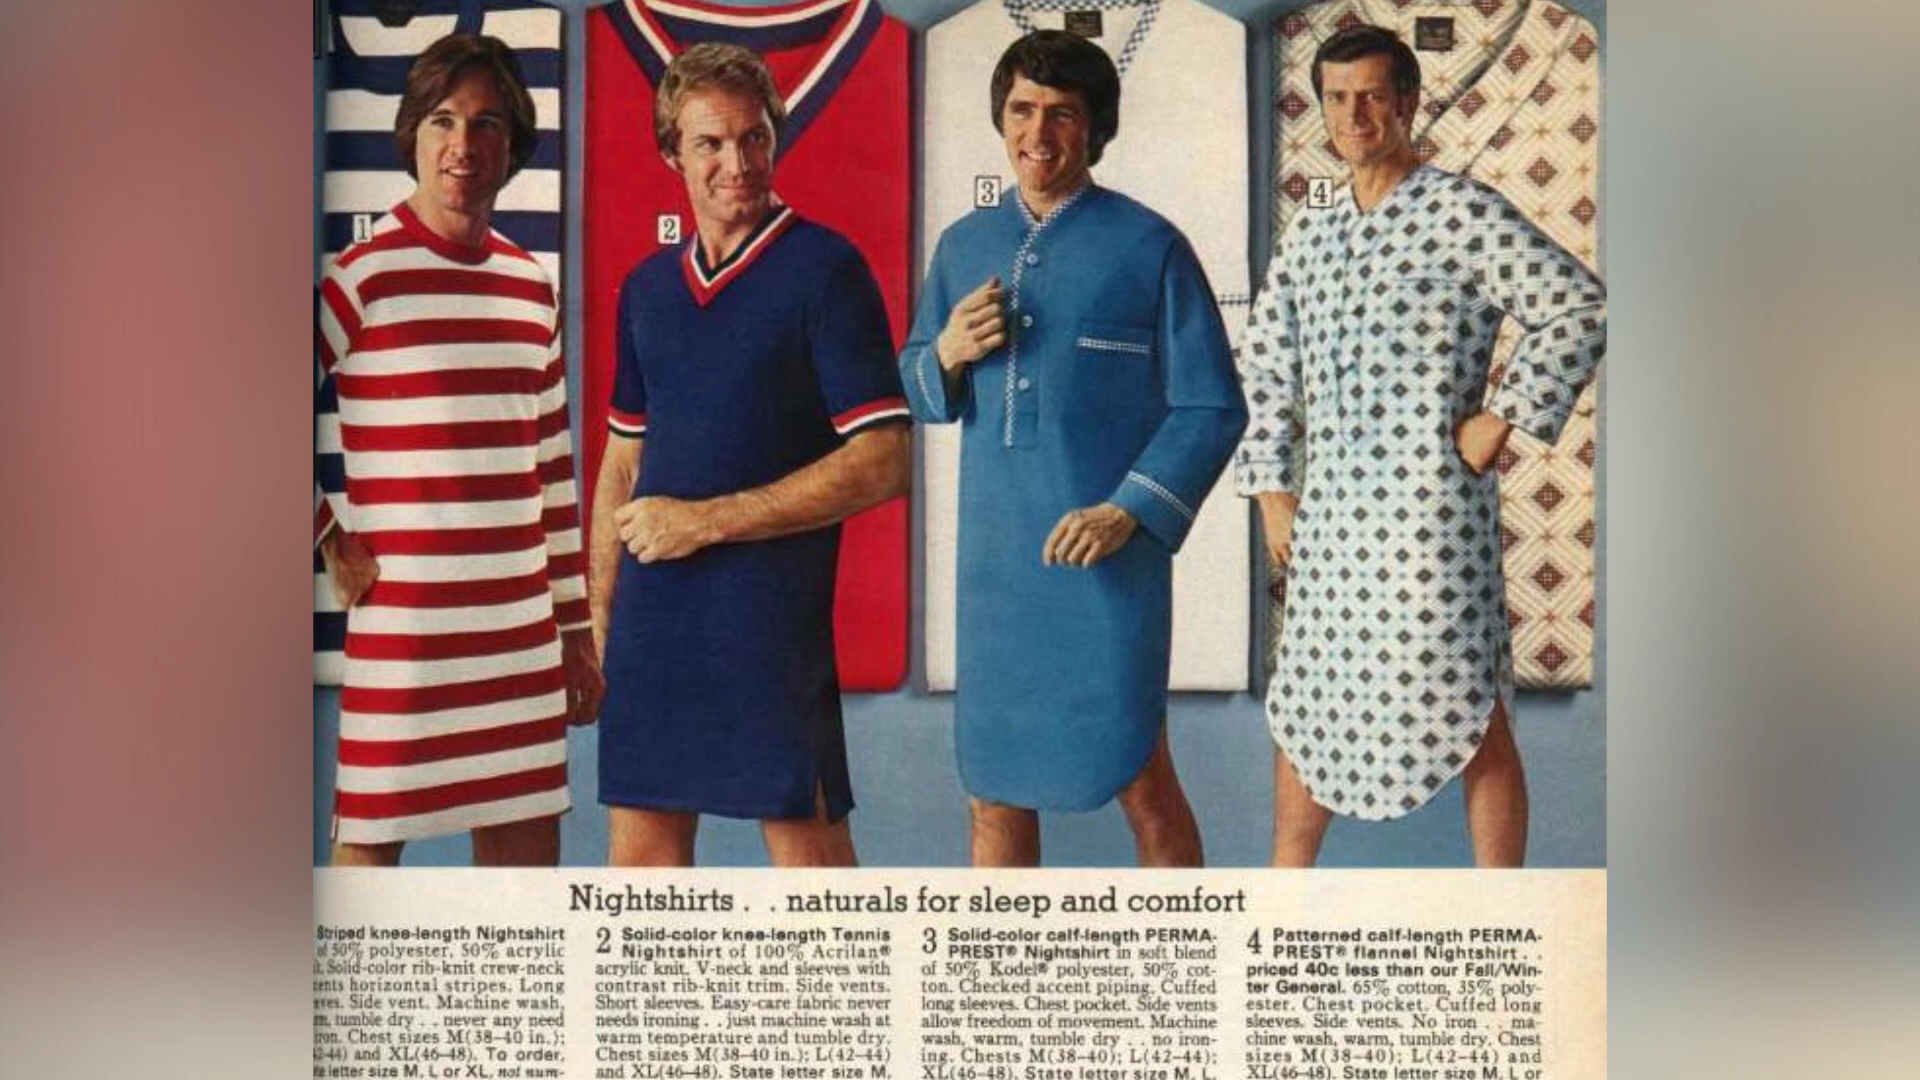 1
2
3
4
Nightshirts . . naturals for sleep and comfort
Striped knee-length Nightshirt
of 50% polyester, 50% acrylic
Solid-color rib-knit crew-neck
horizontal stripes. Long
Side vent. Machine wash,
tumble dry . . never any need
Chest sizes M(38–40 in.);
and XL(46–48). To order,
letter size M, L or XL, not num-
2 Solid-color knee-length Tennis
Nightshirt of 100% Acrilan®
acrylic knit. V-neck and sleeves with
contrast rib-knit trim. Side vents.
Short sleeves. Easy-care fabric never
needs ironing . . just machine wash at
warm temperature and tumble dry.
Chest sizes M(38–40 in.); L(42–44)
and XL(46–48). State letter size M,
3 Solid-color calf-length PERMA-
PREST® Nightshirt in soft blend
of 50% Kodel® polyester, 50% cot-
ton. Checked accent piping. Cuffed
long sleeves. Chest pocket. Side vents
allow freedom of movement. Machine
wash, warm, tumble dry . . no iron-
ing. Chests M(38–40); L(42–44);
XL(46–48). State letter size M, L,
4 Patterned calf-length PERMA-
PREST® flannel Nightshirt . .
priced 40c less than our Fall/Win-
ter General. 65% cotton, 35% poly-
ester. Chest pocket. Cuffed long
sleeves. Side vents. No iron . . ma-
chine wash, warm, tumble dry. Chest
sizes M(38–40); L(42–44) and
XL(46–48). State letter size M, L or